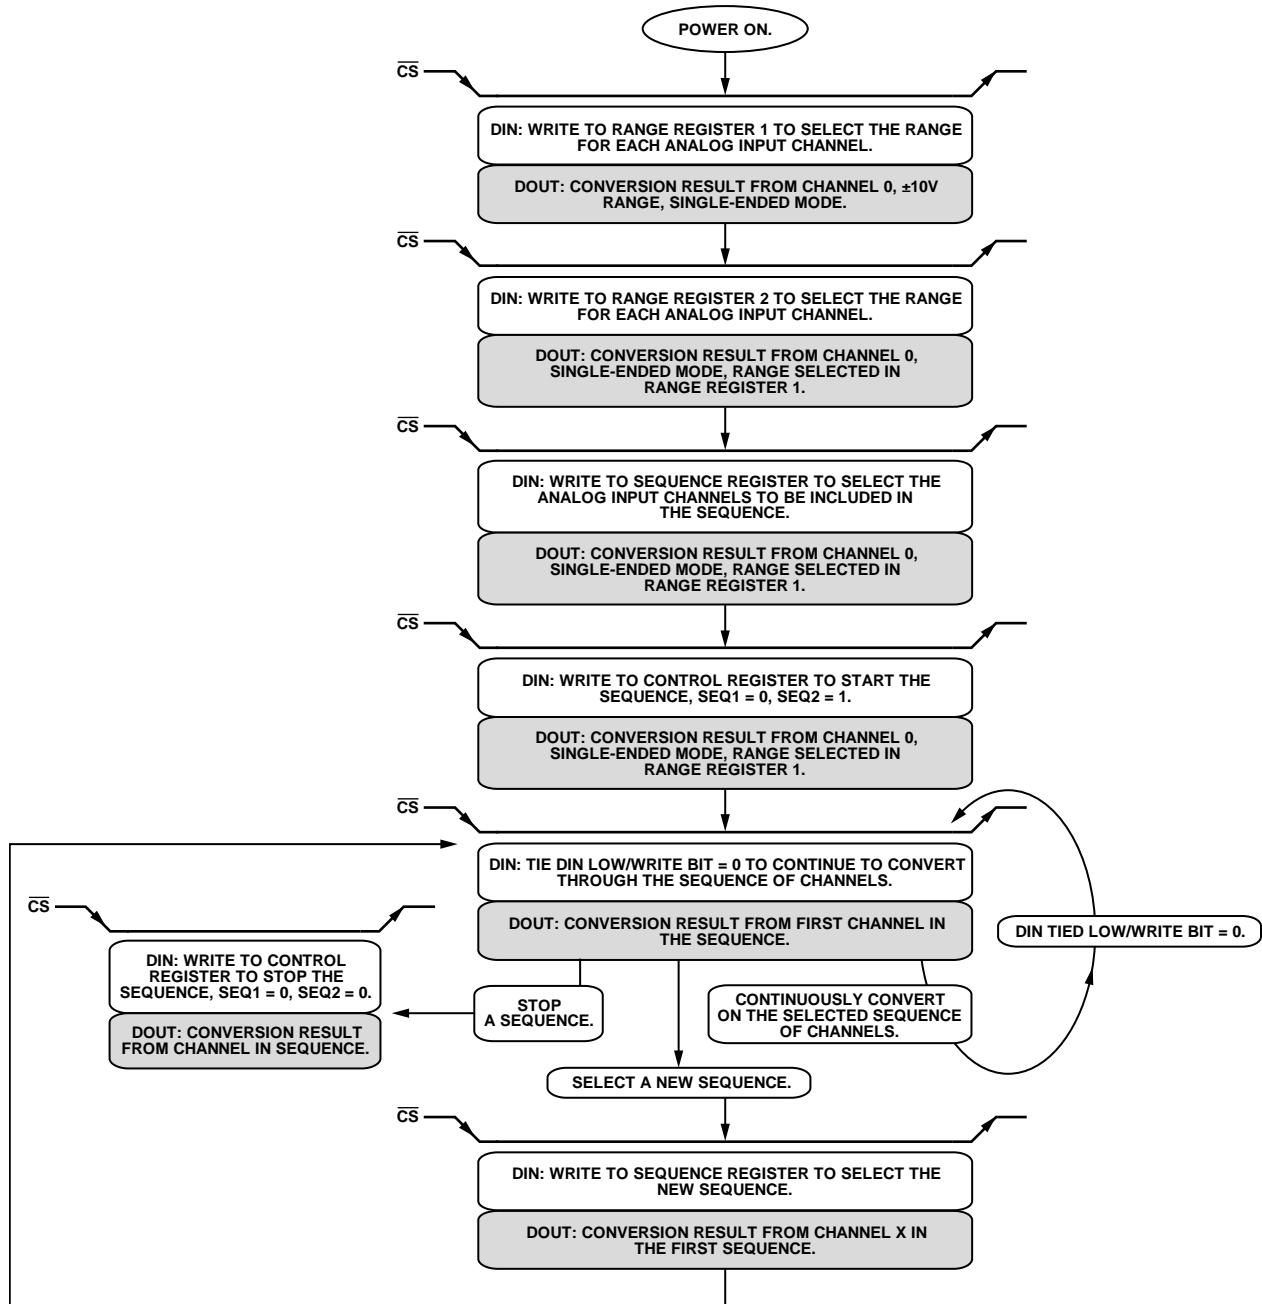 POWER ON.
CS
DIN: WRITE TO RANGE REGISTER 1 TO SELECT THE RANGE
FOR EACH ANALOG INPUT CHANNEL.
DOUT: CONVERSION RESULT FROM CHANNEL 0, ±10V
RANGE, SINGLE-ENDED MODE.
CS
DIN: WRITE TO RANGE REGISTER 2 TO SELECT THE RANGE
FOR EACH ANALOG INPUT CHANNEL.
DOUT: CONVERSION RESULT FROM CHANNEL 0,
SINGLE-ENDED MODE, RANGE SELECTED IN
RANGE REGISTER 1.
CS
DIN: WRITE TO SEQUENCE REGISTER TO SELECT THE
ANALOG INPUT CHANNELS TO BE INCLUDED IN
THE SEQUENCE.
DOUT: CONVERSION RESULT FROM CHANNEL 0,
SINGLE-ENDED MODE, RANGE SELECTED IN
RANGE REGISTER 1.
CS
DIN: WRITE TO CONTROL REGISTER TO START THE
SEQUENCE, SEQ1 = 0, SEQ2 = 1.
DOUT: CONVERSION RESULT FROM CHANNEL 0,
SINGLE-ENDED MODE, RANGE SELECTED IN
RANGE REGISTER 1.
CS
DIN: TIE DIN LOW/WRITE BIT = 0 TO CONTINUE TO CONVERT
THROUGH THE SEQUENCE OF CHANNELS.
DOUT: CONVERSION RESULT FROM FIRST CHANNEL IN
THE SEQUENCE.
DIN TIED LOW/WRITE BIT = 0.
CS
DIN: WRITE TO CONTROL
REGISTER TO STOP THE
SEQUENCE, SEQ1 = 0, SEQ2 = 0.
DOUT: CONVERSION RESULT
FROM CHANNEL IN SEQUENCE.
STOP
A SEQUENCE.
CONTINUOUSLY CONVERT
ON THE SELECTED SEQUENCE
OF CHANNELS.
SELECT A NEW SEQUENCE.
CS
DIN: WRITE TO SEQUENCE REGISTER TO SELECT THE
NEW SEQUENCE.
DOUT: CONVERSION RESULT FROM CHANNEL X IN
THE FIRST SEQUENCE.